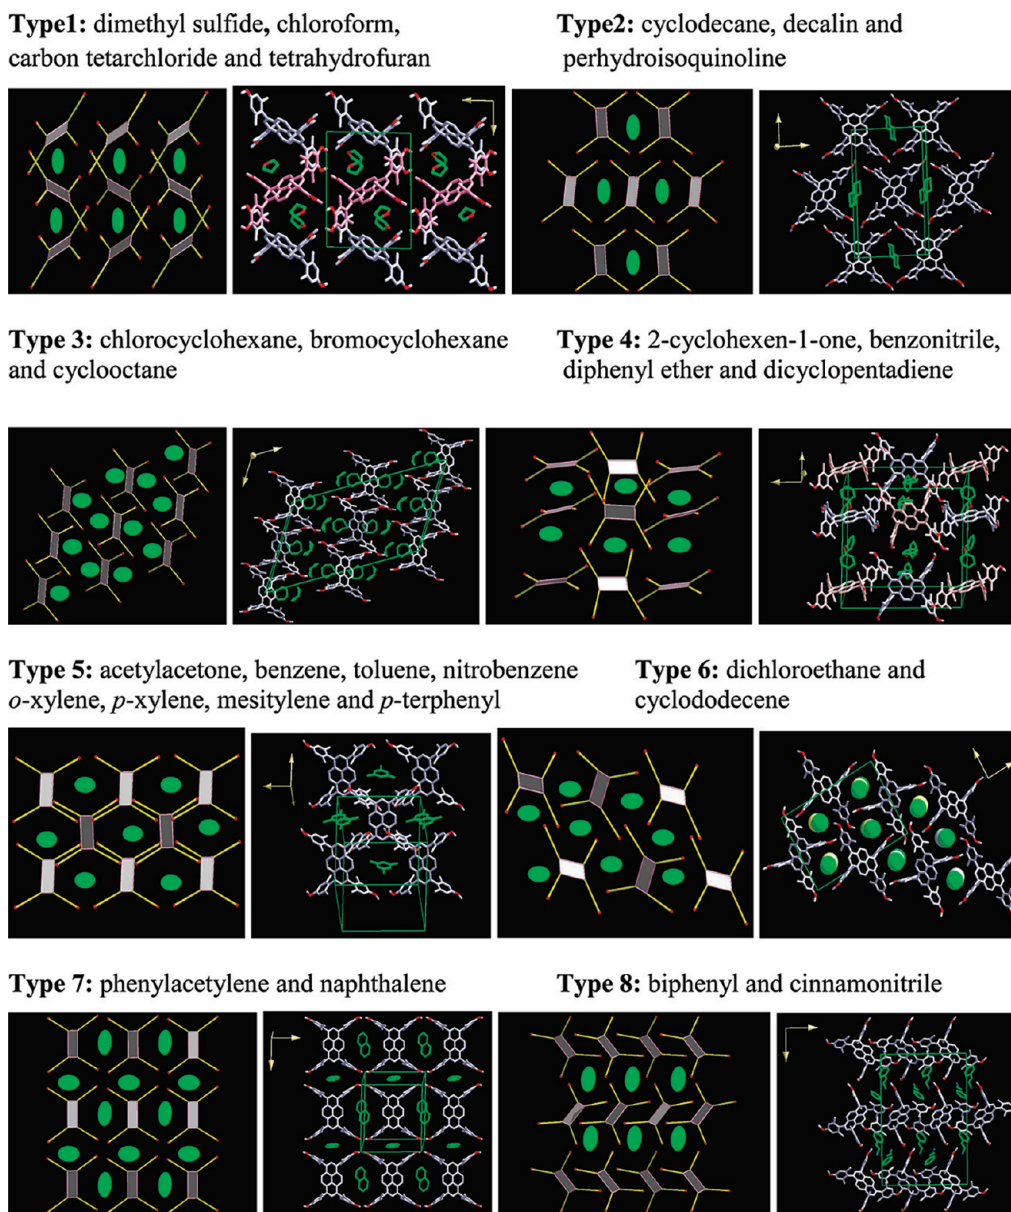 Type1: dimethyl sulfide, chloroform,
carbon tetarchloride and tetrahydrofuran
Type2: cyclodecane, decalin and
perhydroisoquinoline
Type 3: chlorocyclohexane, bromocyclohexane
and cyclooctane
Type 4: 2-cyclohexen-1-one, benzonitrile,
diphenyl ether and dicyclopentadiene
Type 5: acetylacetone, benzene, toluene, nitrobenzene
o-xylene, p-xylene, mesitylene and p-terphenyl
Type 6: dichloroethane and
cyclododecene
Type 7: phenylacetylene and naphthalene
Type 8: biphenyl and cinnamonitrile